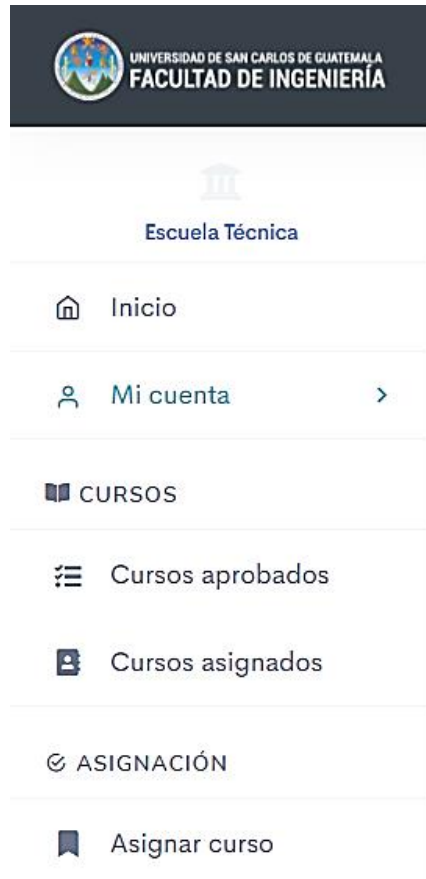 UNIVERSIDAD DE SAN CARLOS DE GUATEMALA
FACULTAD DE INGENIERÍA
Escuela Técnica
Inicio
Mi cuenta
CURSOS
Cursos aprobados
Cursos asignados
ASIGNACIÓN
Asignar curso